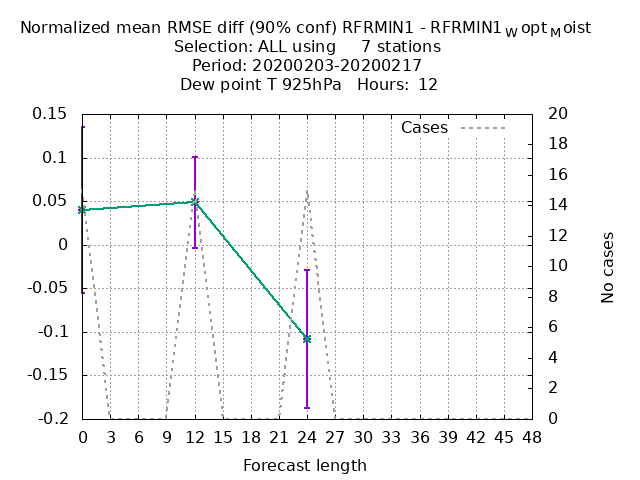 Normalized mean RMSE diff (90% conf) RFRMIN1 - RFRMIN1WoptMoist
Selection: ALL using 7 stations
Period: 20200203-20200217
Dew point T 925hPa Hours: 12
Cases
0.15
0.1
0.05
0
-0.05
-0.1
-0.15
-0.2
20
18
16
14
12
10
8
6
4
2
0
No cases
0 3 6 9 12 15 18 21 24 27 30 33 36 39 42 45 48
Forecast length